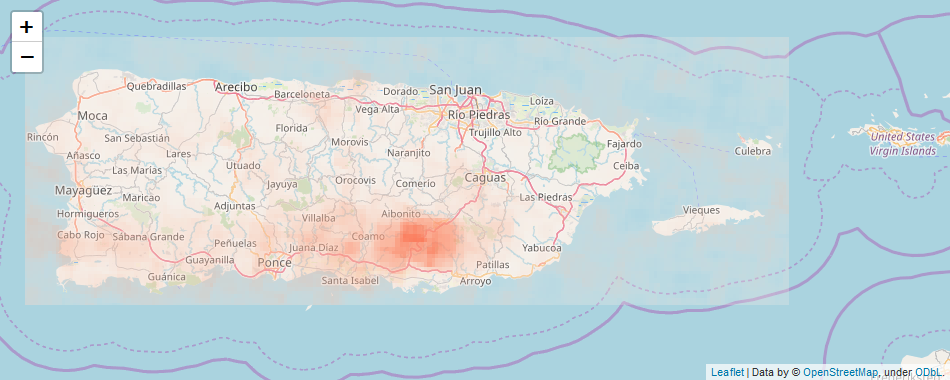 +
−
Quebradillas
Arecibo
Barceloneta
Dorado
San Juan
Loíza
Moca
Vega Alta
Río Piedras
Río Grande
Rincón
San Sebastián
Florida
Morovis
Trujillo Alto
Fajardo
Culebra
United States
Virgin Islands
Añasco
Lares
Utuado
Naranjito
Ceiba
Las Marías
Mayagüez
Maricao
Jayuya
Orocovis
Comerío
Caguas
Las Piedras
Hormigueros
Adjuntas
Villalba
Aibonito
Vieques
Cabo Rojo
Sábana Grande
Peñuelas
Juana Díaz
Coamo
Yabucoa
Guayanilla
Ponce
Patillas
Guánica
Santa Isabel
Arroyo
Leaflet | Data by © OpenStreetMap, under ODbL.